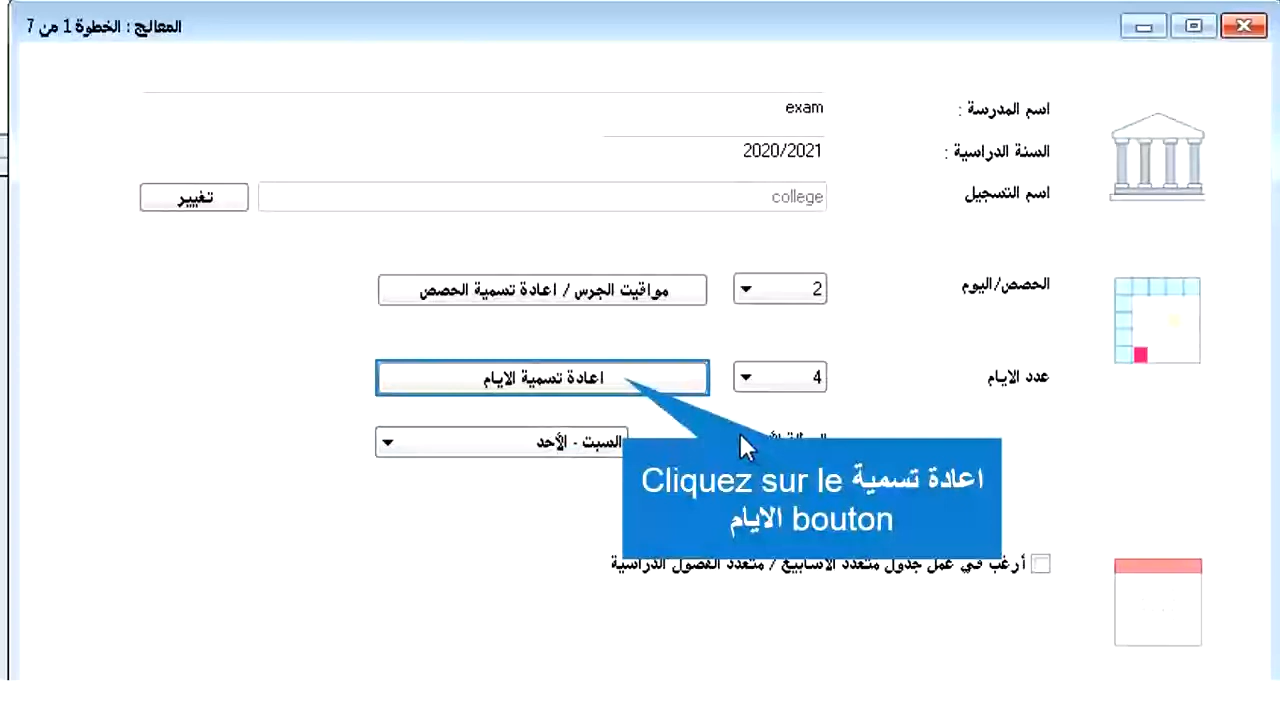 المعالج : الخطوة 1 من 7
اسم المدرسة :
exam
السنة الدراسية :
2020/2021
اسم التسجيل
college
تغيير
الحصص/اليوم
2
مواقيت الجرس / اعادة تسمية الحصص
عدد الايام
4
اعادة تسمية الايام
السبت - الأحد
Cliquez sur le اعادة تسمية
الايام bouton
أرغب في عمل جدول متعدد الاسابيع / متعدد الفصول الدراسية